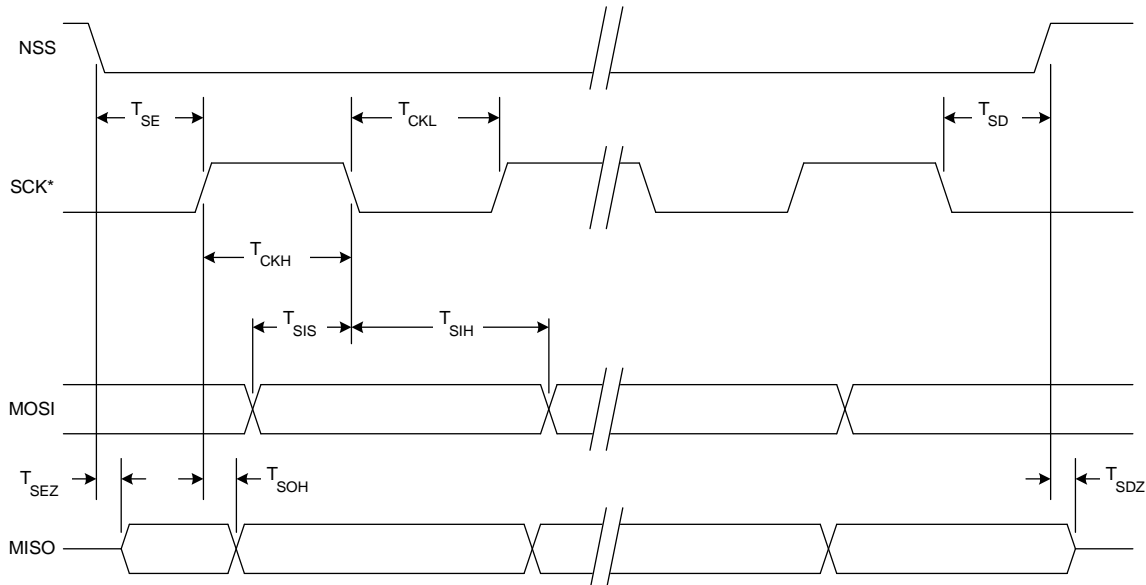 NSS
T_SE
T_CKL
T_SD
SCK*
T_CKH
T_SIS
T_SIH
MOSI
T_SEZ
T_SOH
T_SDZ
MISO